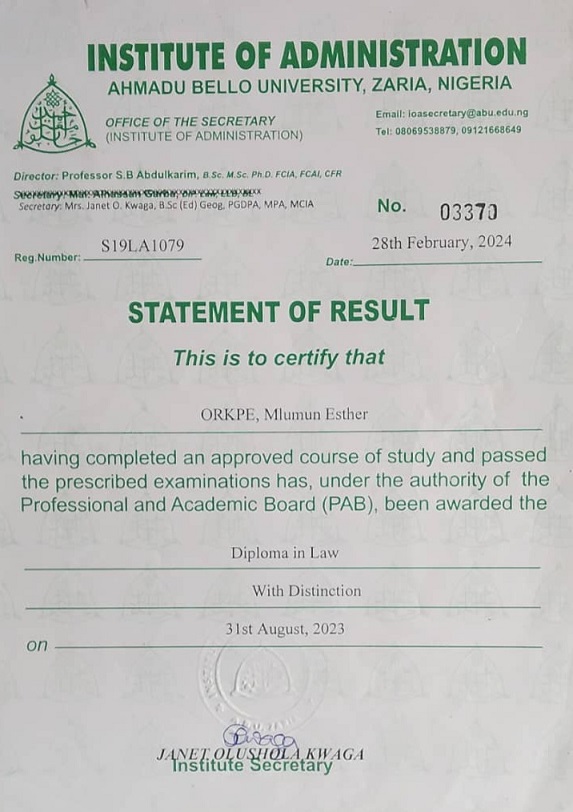 INSTITUTE OF ADMINISTRATION
AHMADU BELLO UNIVERSITY, ZARIA, NIGERIA
OFFICE OF THE SECRETARY
(INSTITUTE OF ADMINISTRATION)
Email: ioasecretary@abu.edu.ng
Tel: 08069538879, 09121668649
Director: Professor S.B Abdulkarim, B.Sc. M.Sc. Ph.D. FCIA, FCAI, CFR
Secretary:
Secretary: Mrs. Janet O. Kwaga, B.Sc (Ed) Geog, PGDPA, MPA, MCIA
No. 03370
Reg.Number: S19LA1079
Date: 28th February, 2024
STATEMENT OF RESULT
This is to certify that
ORKPE, Mlumun Esther
having completed an approved course of study and passed
the prescribed examinations has, under the authority of the
Professional and Academic Board (PAB), been awarded the
Diploma in Law
With Distinction
on 31st August, 2023
JANET OLUSHOLA KWAGA
Institute Secretary